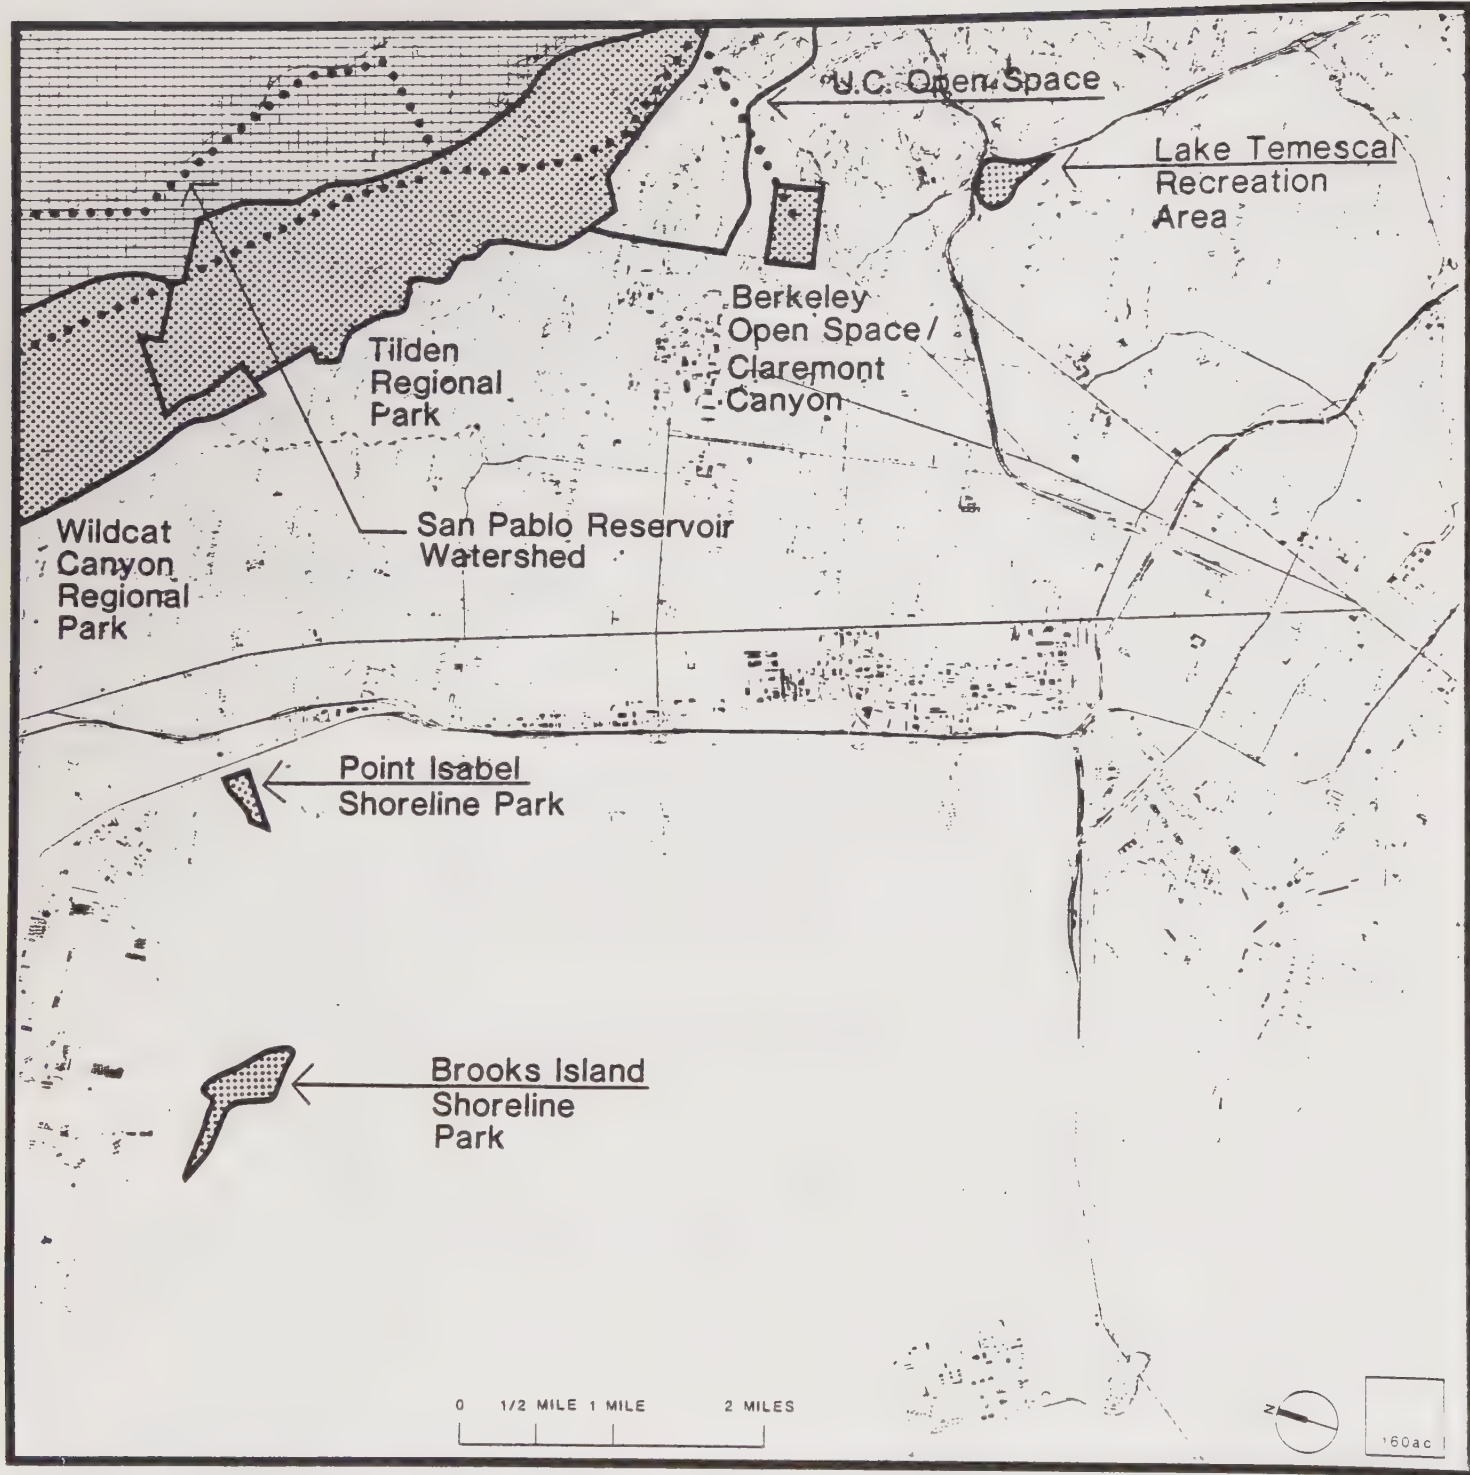 U.C. Open Space
Lake Temescal
Recreation
Area
Berkeley
Open Space/
Claremont
Canyon
Tilden
Regional
Park
San Pablo Reservoir
Watershed
Wildcat
Canyon
Regional
Park
Point Isabel
Shoreline Park
Brooks Island
Shoreline
Park
0 1/2 MILE 1 MILE 2 MILES
N
160ac